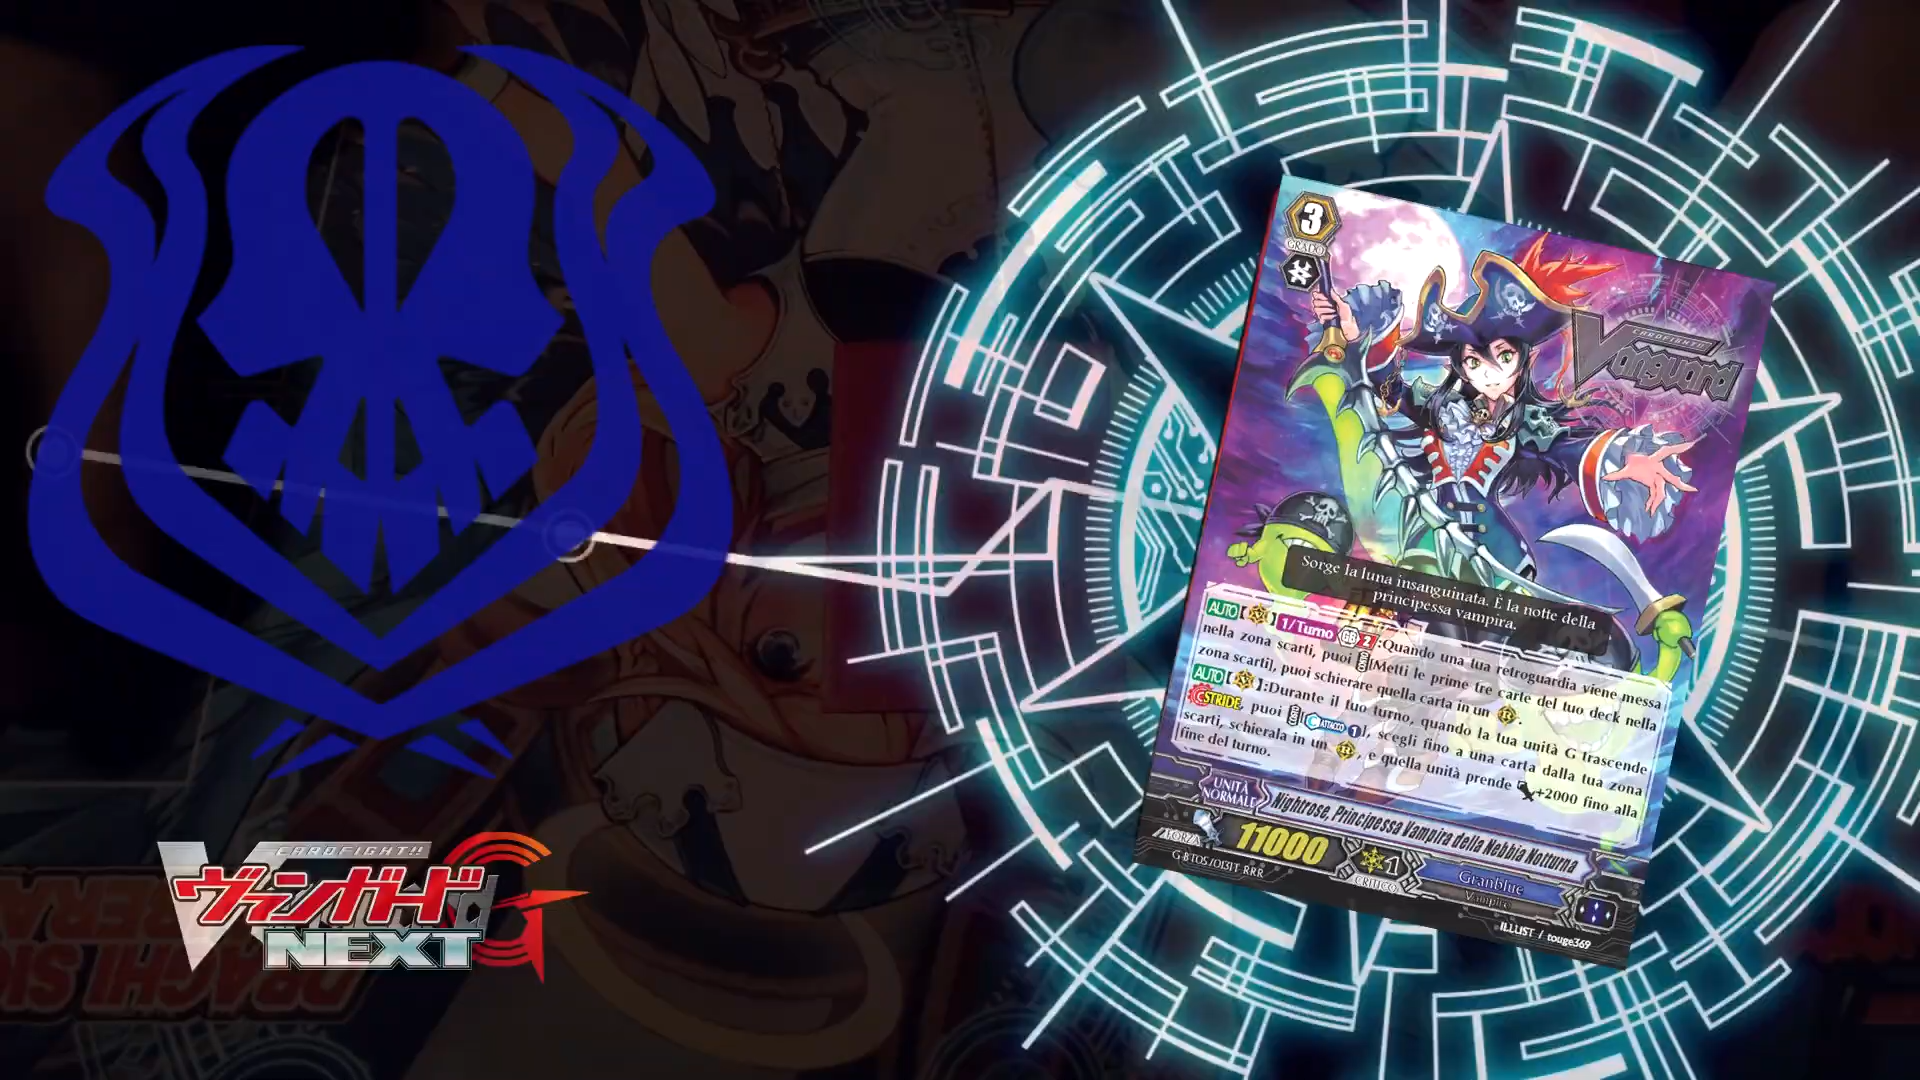 3
GRADO
CARDFIGHT!!
Vanguard
Sorge la luna insanguinata. È la notte della
principessa vampira.
AUTO【 】1/Turno GB 2 :Quando una tua retroguardia viene messa
nella zona scarti, puoi [Metti le prime tre carte del tuo deck nella
zona scarti], puoi schierare quella carta in un R.
AUTO【 】:Durante il tuo turno, quando la tua unità G trascende
STRIDE, puoi [C ATTACCO 1], scegli fino a una carta dalla tua zona
scarti, schierala in un R, e quella unità prende +2000 fino alla
fine del turno.
UNITÀ
NORMALE
Nightrose, Principessa Vampira della Nebbia Notturna
FORZA
11000
1
CRITICO
Granblue
Vampiro
G-BT05/013IT RRR
ILLUST / touge369
CARDFIGHT!!
ヴァンガード G
NEXT
DRAGHI SIG